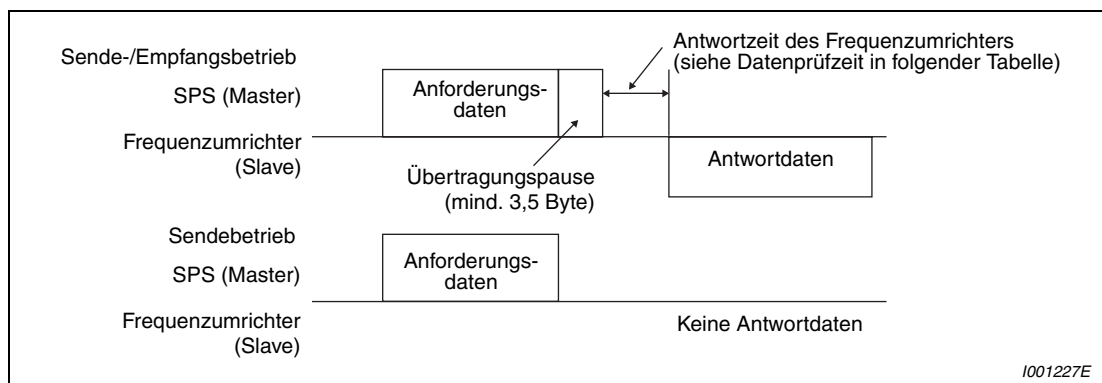 Sende-/Empfangsbetrieb
SPS (Master)
Frequenzumrichter
(Slave)
Anforderungs-
daten
Antwortzeit des Frequenzumrichters
(siehe Datenprüfzeit in folgender Tabelle)
Übertragungspause
(mind. 3,5 Byte)
Antwortdaten
Sendebetrieb
SPS (Master)
Frequenzumrichter
(Slave)
Anforderungs-
daten
Keine Antwortdaten
I001227E